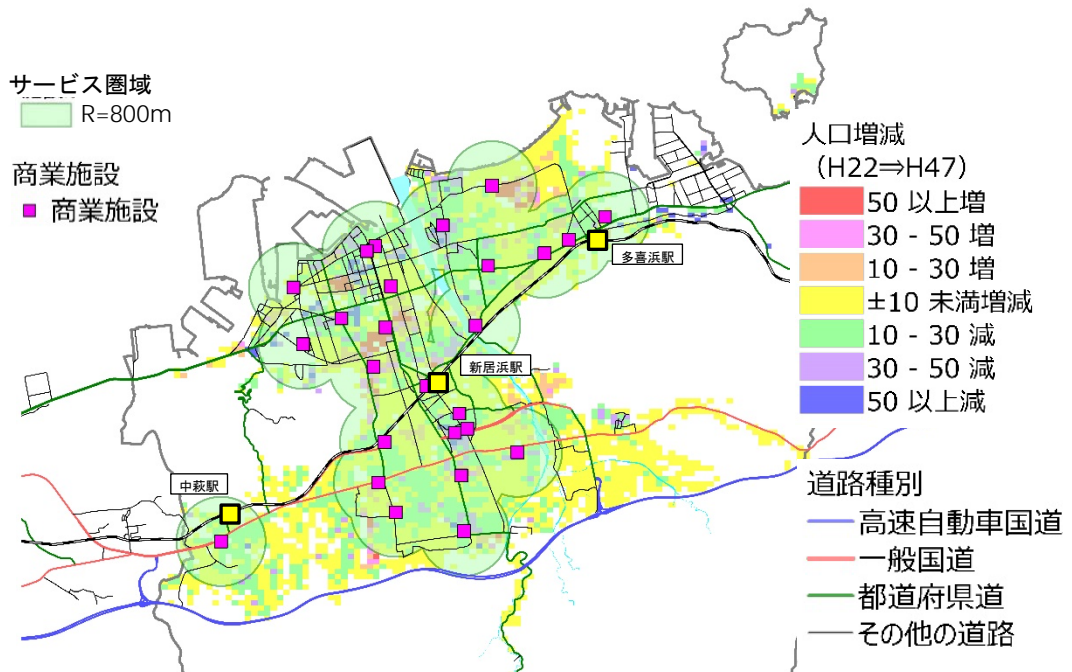 サービス圏域
R=800m
商業施設
商業施設
多喜浜駅
新居浜駅
中萩駅
人口増減
（H22⇒H47）
50 以上増
30 - 50 増
10 - 30 増
±10 未満増減
10 - 30 減
30 - 50 減
50 以上減
道路種別
高速自動車国道
一般国道
都道府県道
その他の道路